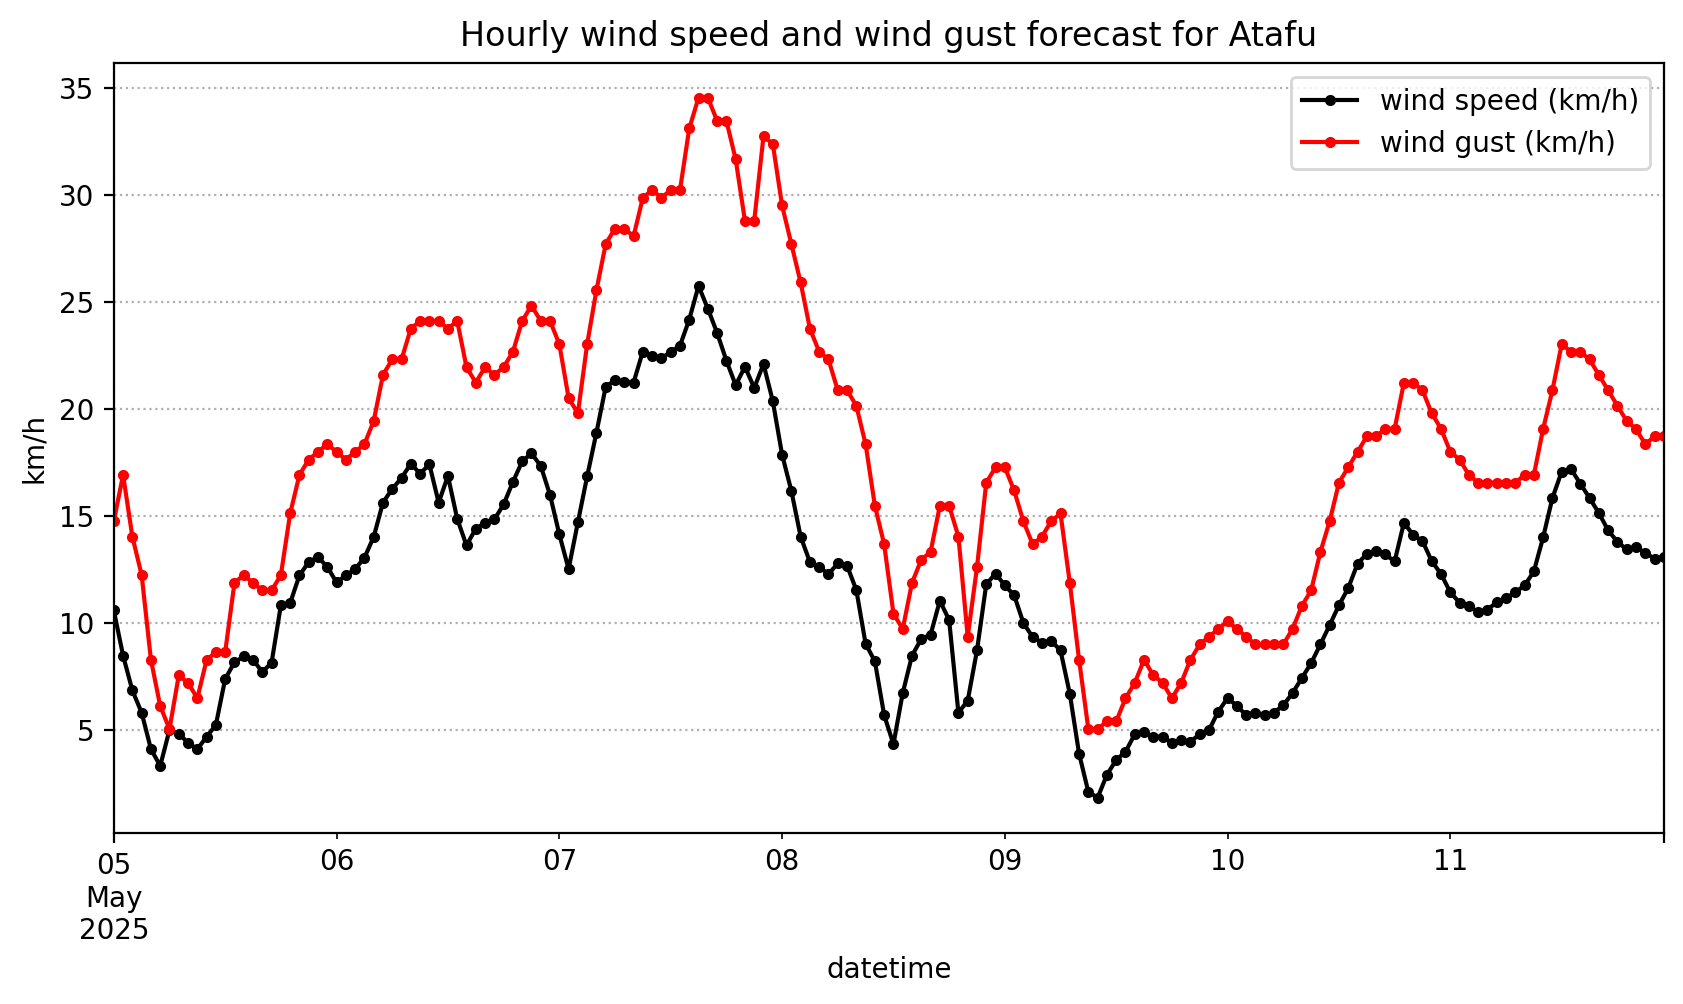 Hourly wind speed and wind gust forecast for Atafu
wind speed (km/h)
wind gust (km/h)
km/h
35
30
25
20
15
10
5
05
May
2025
06
07
08
09
10
11
datetime